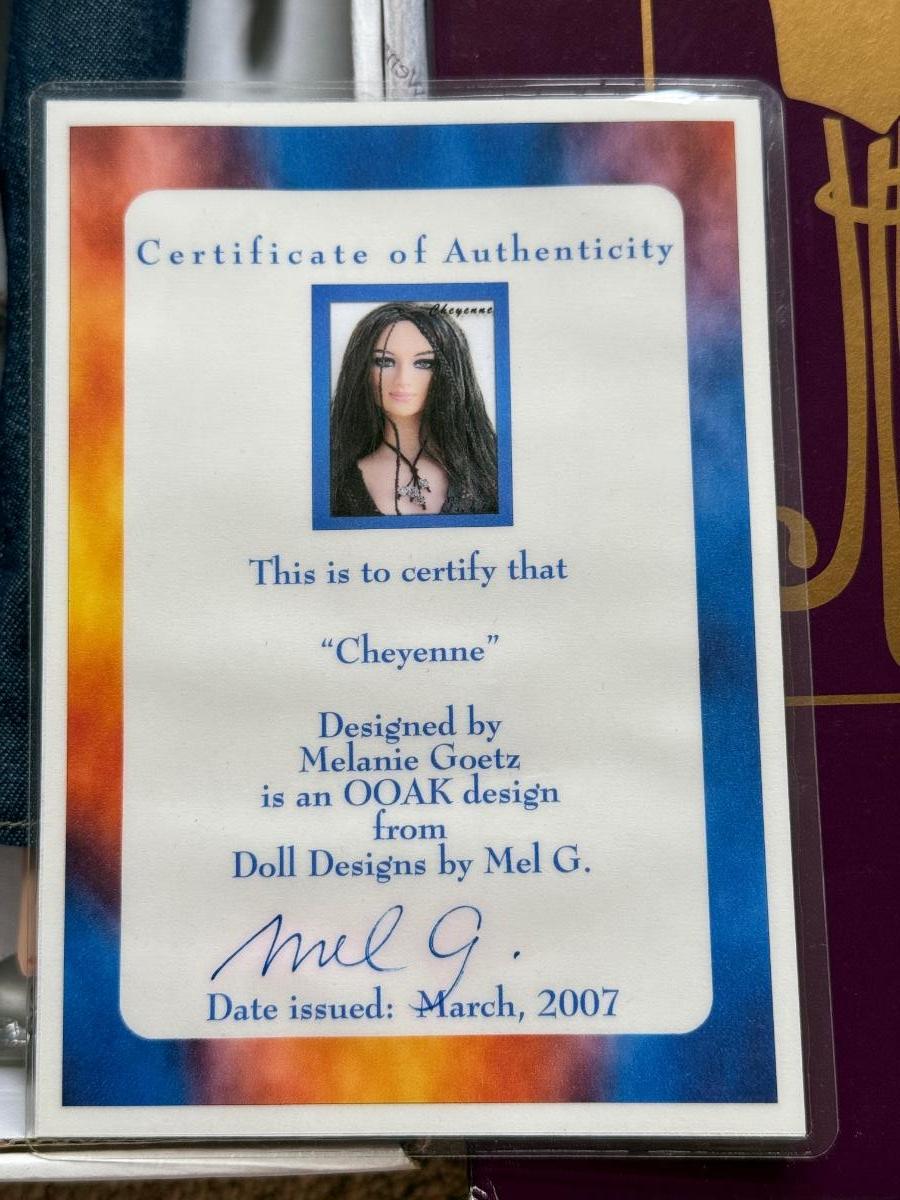 Certificate of Authenticity
Cheyenne
This is to certify that
“Cheyenne”
Designed by
Melanie Goetz
is an OOAK design
from
Doll Designs by Mel G.
Mel G.
Date issued: March, 2007